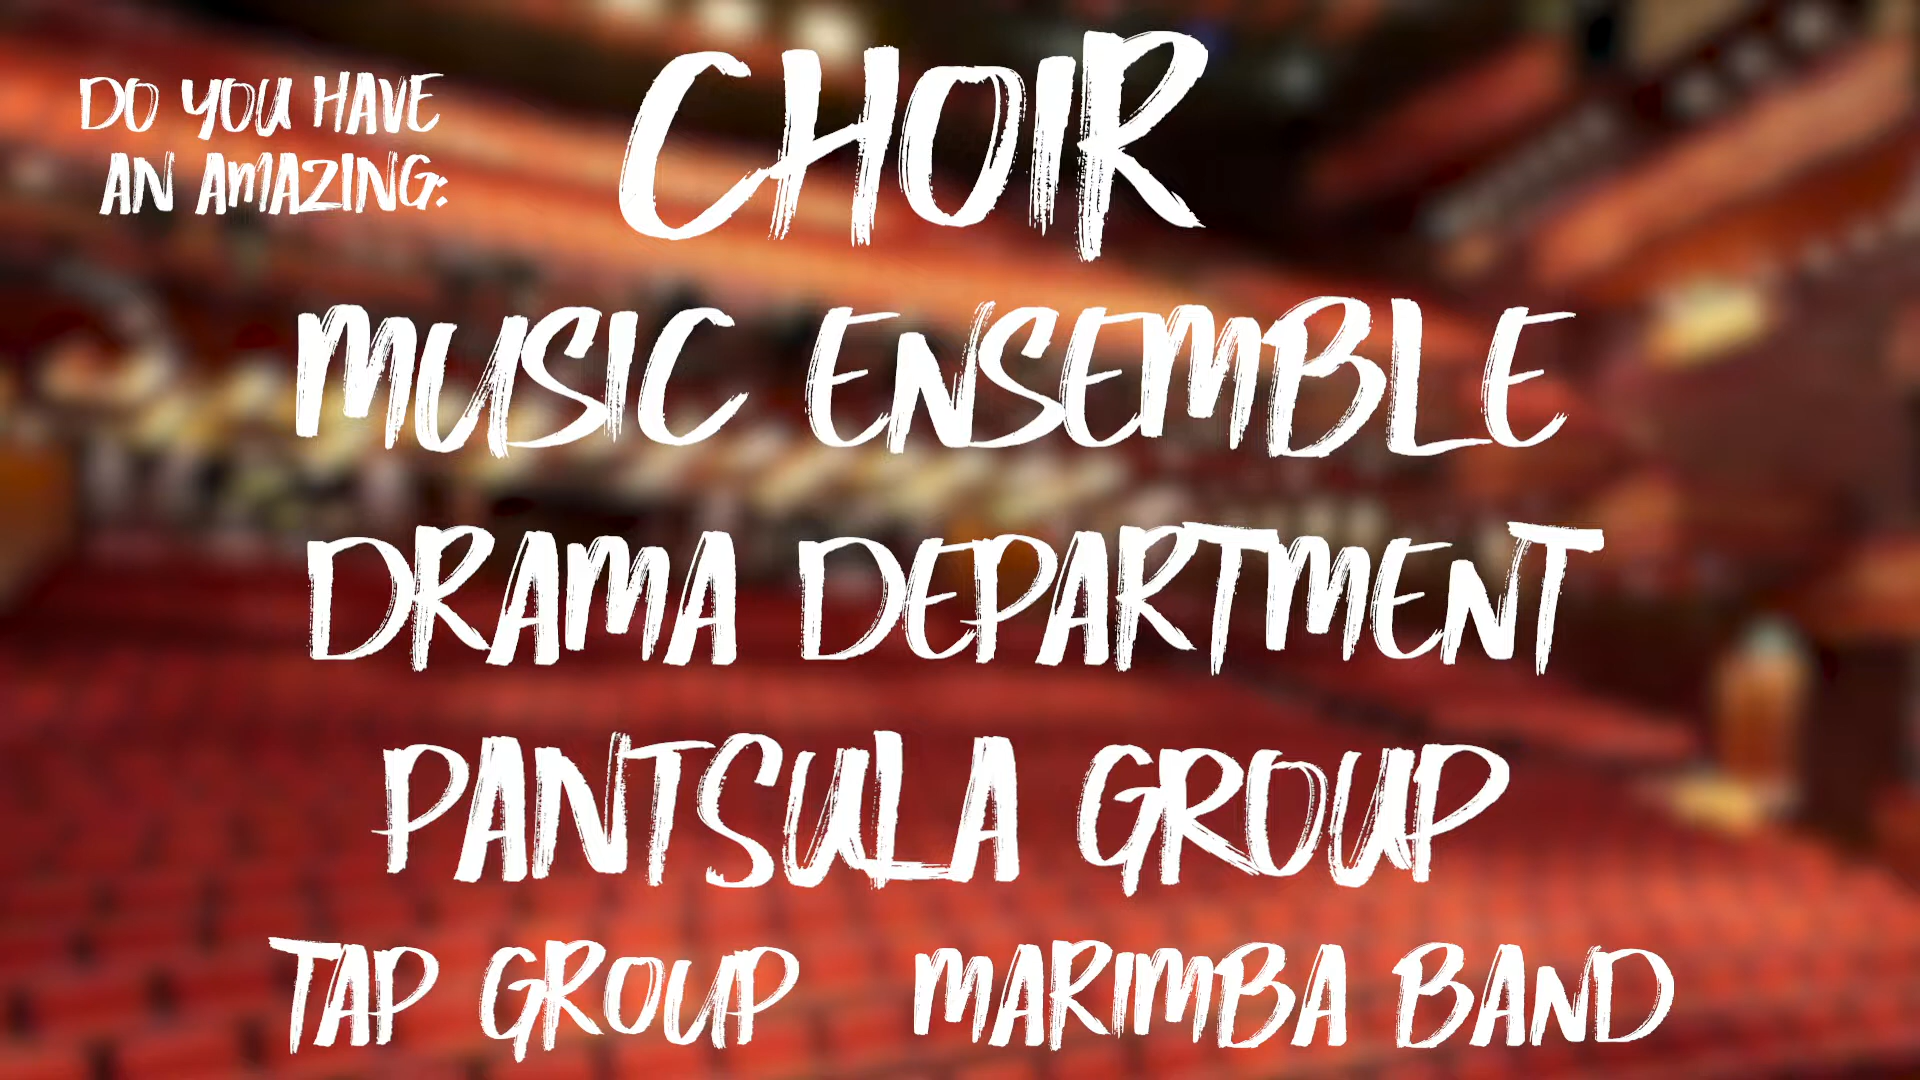 DO YOU HAVE
AN AMAZING:
CHOIR
MUSIC ENSEMBLE
DRAMA DEPARTMENT
PANTSULA GROUP
TAP GROUP MARIMBA BAND